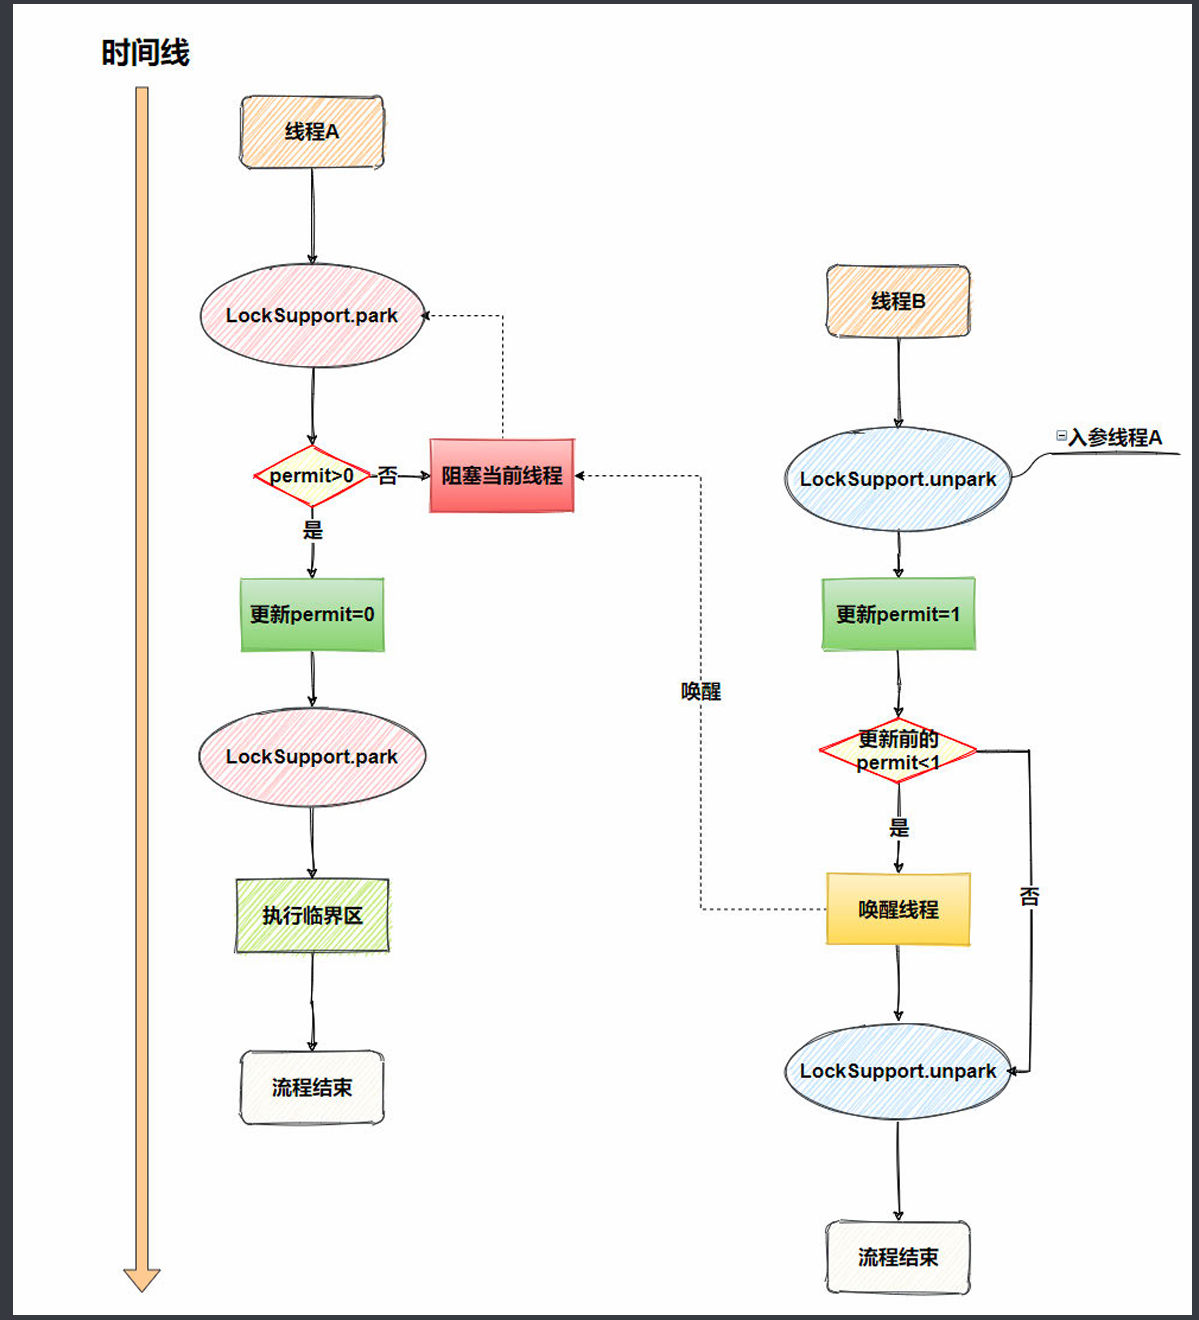 时间线
线程A
LockSupport.park
permit>0
否
阻塞当前线程
是
更新permit=0
LockSupport.park
执行临界区
流程结束
唤醒
线程B
入参线程A
LockSupport.unpark
更新permit=1
更新前的
permit<1
是
否
唤醒线程
LockSupport.unpark
流程结束